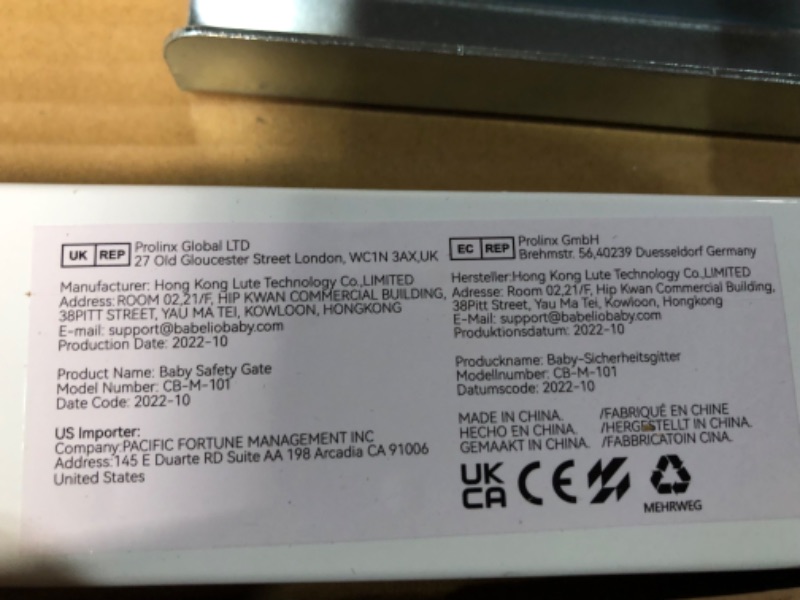 UK REP Prolinx Global LTD
27 Old Gloucester Street London, WC1N 3AX,UK
Manufacturer: Hong Kong Lute Technology Co.,LIMITED
Address:ROOM 02,21/F, HIP KWAN COMMERCIAL BUILDING,
38PITT STREET, YAU MA TEI, KOWLOON, HONGKONG
E-mail: support@babeliobaby.com
Production Date: 2022-10
Product Name: Baby Safety Gate
Model Number: CB-M-101
Date Code: 2022-10
US Importer:
Company:PACIFIC FORTUNE MANAGEMENT INC
Address:145 E Duarte RD Suite AA 198 Arcadia CA 91006
United States
EC REP Prolinx GmbH
Brehmstr. 56,40239 Duesseldorf Germany
Hersteller:Hong Kong Lute Technology Co.,LIMITED
Adresse: Room 02,21/F, Hip Kwan Commercial Building,
38Pitt Street, Yau Ma Tei, Kowloon, Hongkong
E-Mail: support@babeliobaby.com
Produktionsdatum: 2022-10
Produckname: Baby-Sicherheitsgitter
Modellnummer: CB-M-101
Datumscode: 2022-10
MADE IN CHINA. /FABRIQUÉ EN CHINE
HECHO EN CHINA. /HERGESTELLT IN CHINA.
GEMAAKT IN CHINA. /FABBRICATOIN CINA.
UK
CA CE
MEHRWEG